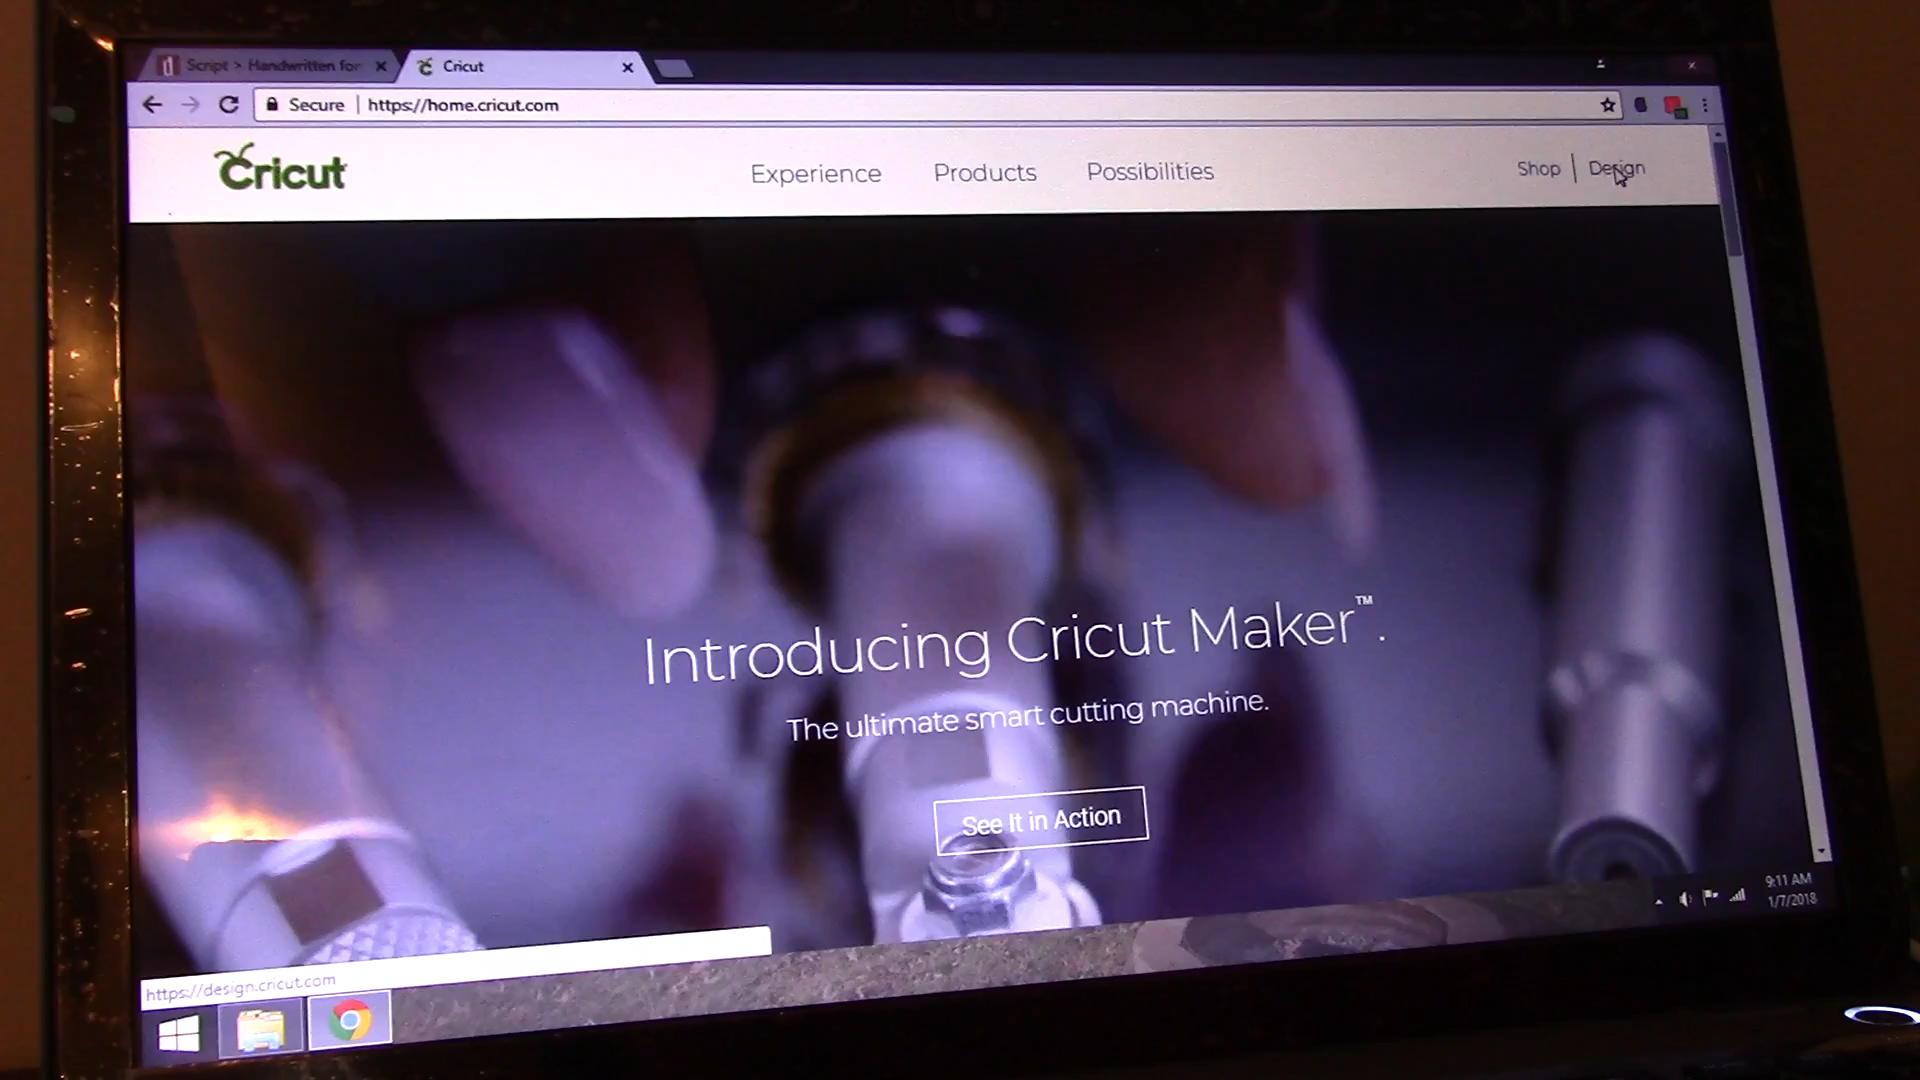 Script > Handwritten for
Cricut
Secure
https://home.cricut.com
Cricut
Experience
Products
Possibilities
Shop
Design
Introducing Cricut Maker™.
The ultimate smart cutting machine.
See It in Action
9:11 AM
1/7/2018
https://design.cricut.com